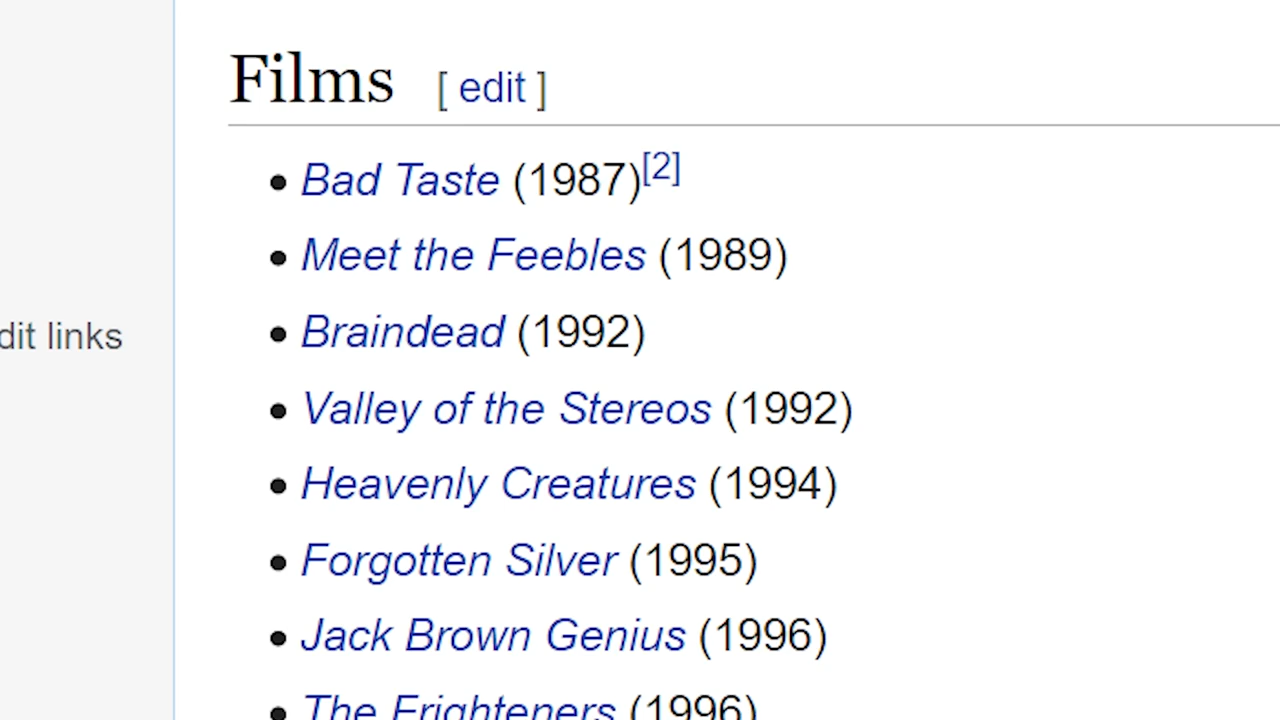 Films [ edit ]
• Bad Taste (1987)[2]
• Meet the Feebles (1989)
• Braindead (1992)
dit links
• Valley of the Stereos (1992)
• Heavenly Creatures (1994)
• Forgotten Silver (1995)
• Jack Brown Genius (1996)
• The Frighteners (1996)